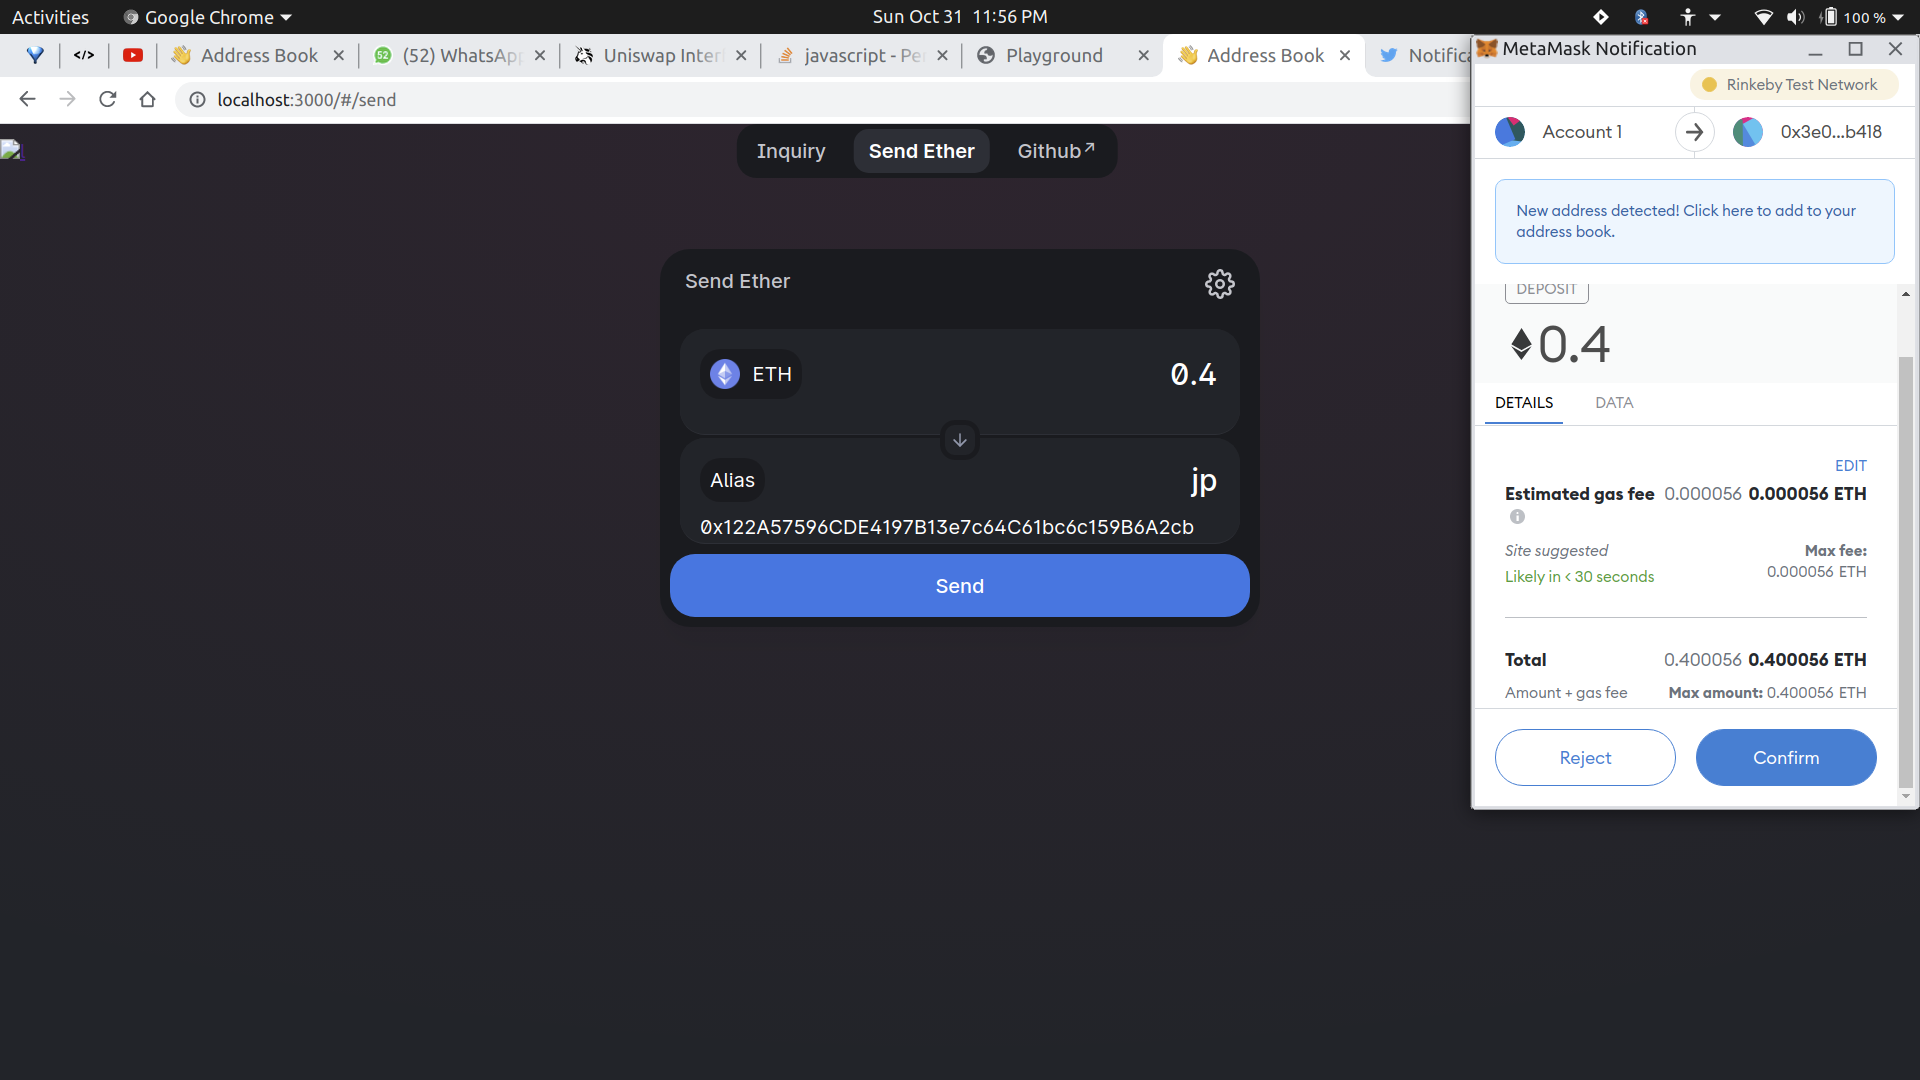 Activities
Google Chrome
Sun Oct 31 11:56 PM
100 %
Address Book
52
(52) WhatsApp
Uniswap Inter
javascript - Pe
Playground
Address Book
Notific
localhost:3000/#/send
Inquiry
Send Ether
Github↗
Send Ether
ETH
0.4
Alias
jp
0x122A57596CDE4197B13e7c64C61bc6c159B6A2cb
Send
MetaMask Notification
Rinkeby Test Network
Account 1
0x3e0...b418
New address detected! Click here to add to your
address book.
DEPOSIT
0.4
DETAILS
DATA
EDIT
Estimated gas fee 0.000056 0.000056 ETH
Site suggested
Max fee:
Likely in < 30 seconds
0.000056 ETH
Total 0.400056 0.400056 ETH
Amount + gas fee Max amount: 0.400056 ETH
Reject
Confirm